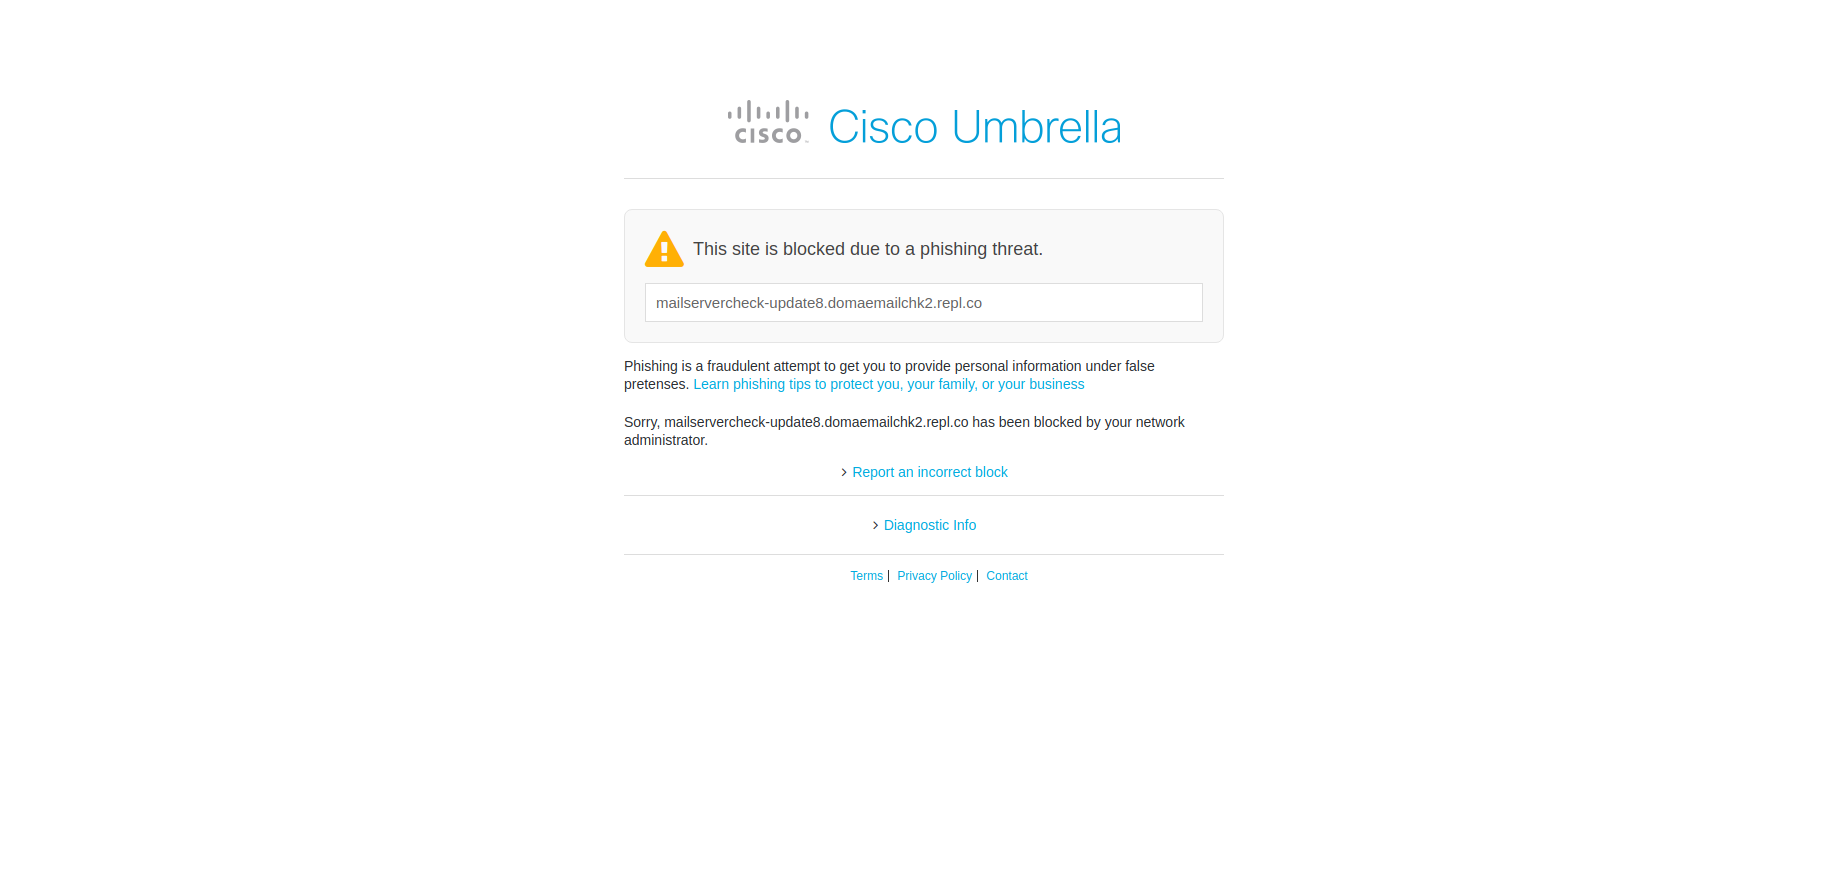 cisco Cisco Umbrella
This site is blocked due to a phishing threat.
mailservercheck-update8.domaemailchk2.repl.co
Phishing is a fraudulent attempt to get you to provide personal information under false
pretenses. Learn phishing tips to protect you, your family, or your business
Sorry, mailservercheck-update8.domaemailchk2.repl.co has been blocked by your network
administrator.
Report an incorrect block
Diagnostic Info
Terms | Privacy Policy | Contact